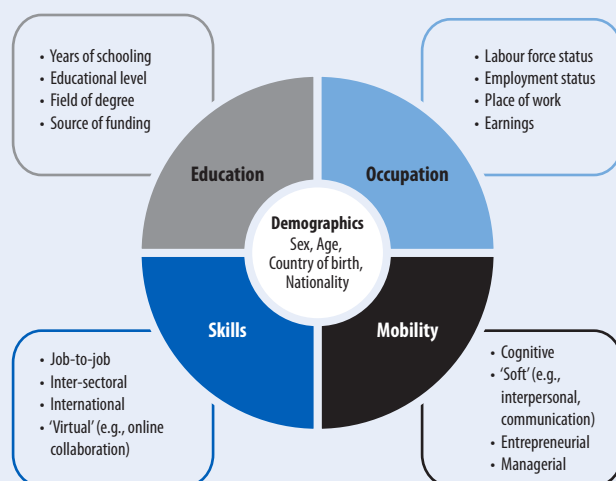 • Years of schooling
• Educational level
• Field of degree
• Source of funding
• Labour force status
• Employment status
• Place of work
• Earnings
Education
Occupation
Demographics
Sex, Age,
Country of birth,
Nationality
Skills
Mobility
• Job-to-job
• Inter-sectoral
• International
• ‘Virtual’ (e.g., online
collaboration)
• Cognitive
• ‘Soft’ (e.g.,
interpersonal,
communication)
• Entrepreneurial
• Managerial